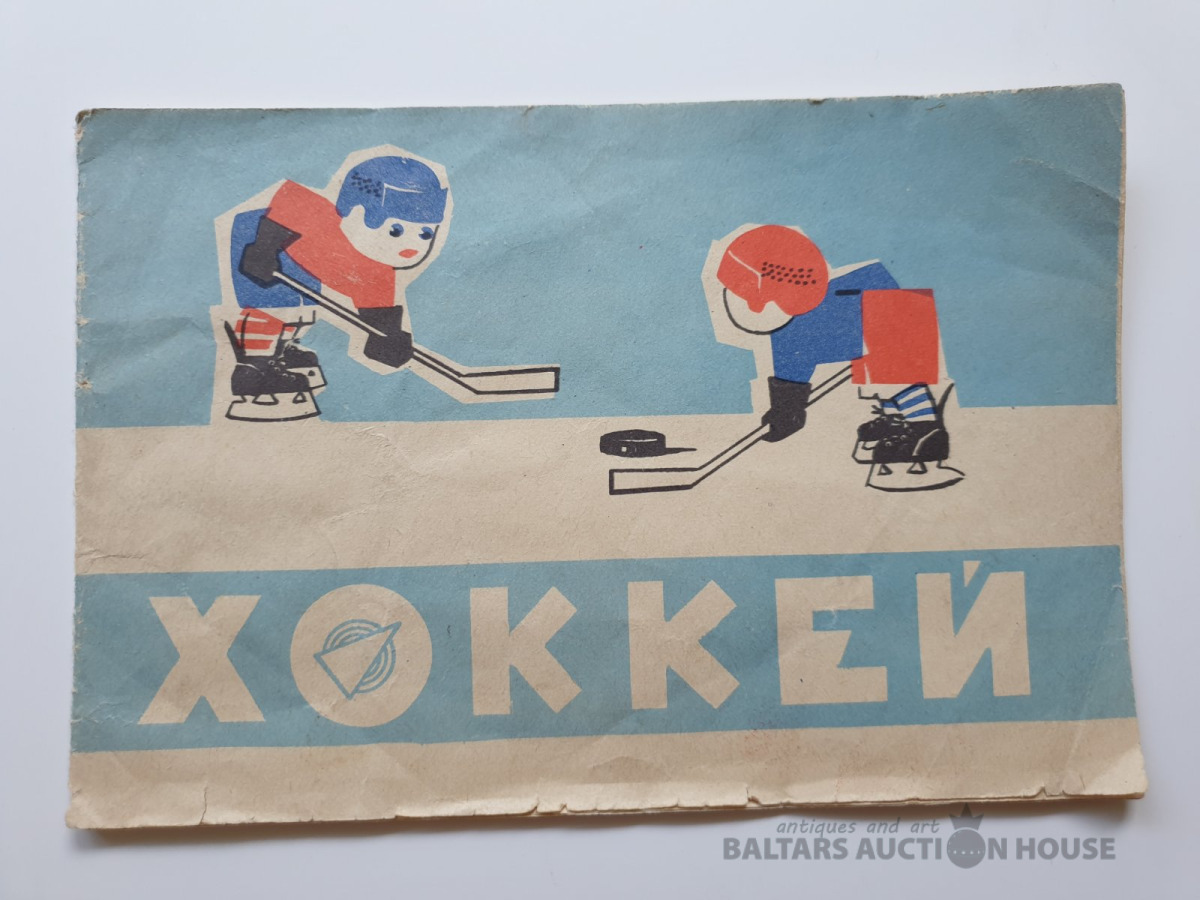 ХОККЕЙ
antiques and art
BALTARS AUCTION HOUSE